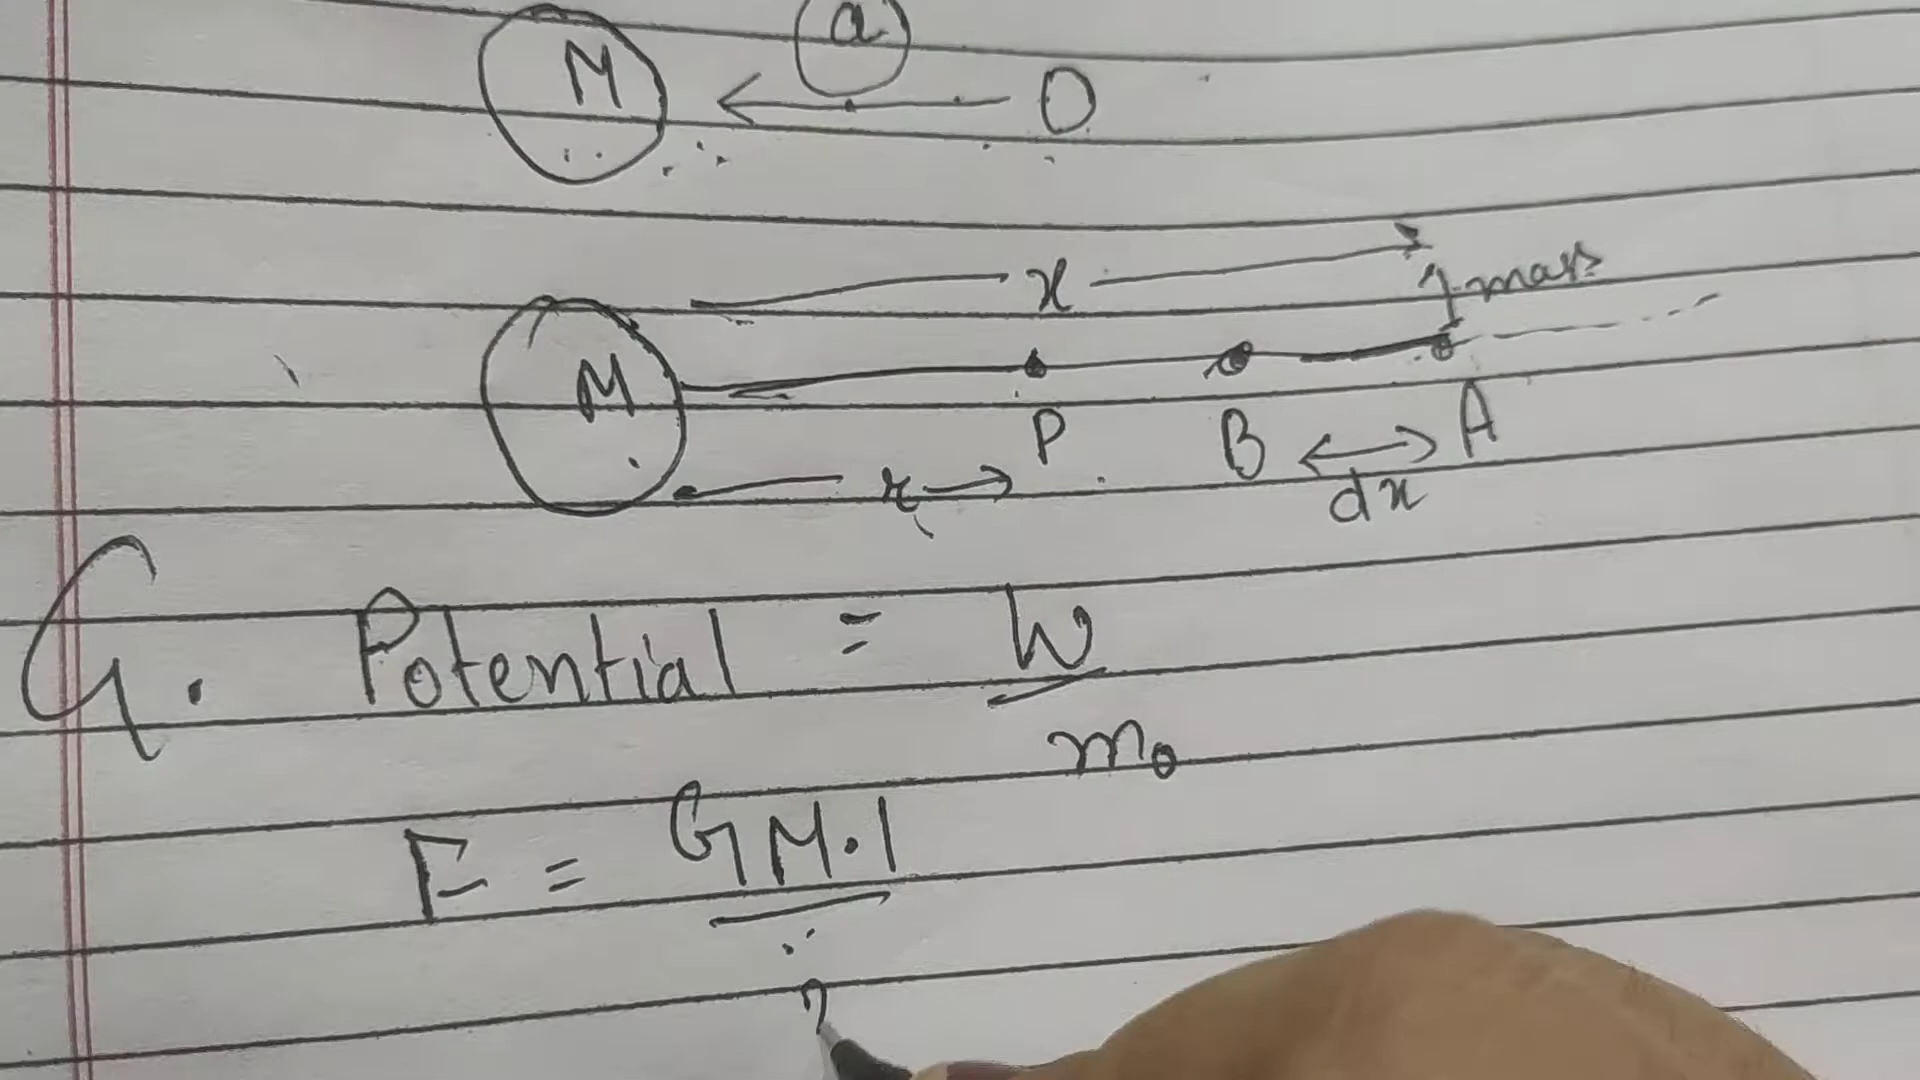 a
M O
x
1-mass
M
P B A
r dx
G. Potential = W
m₀
F = GM.1